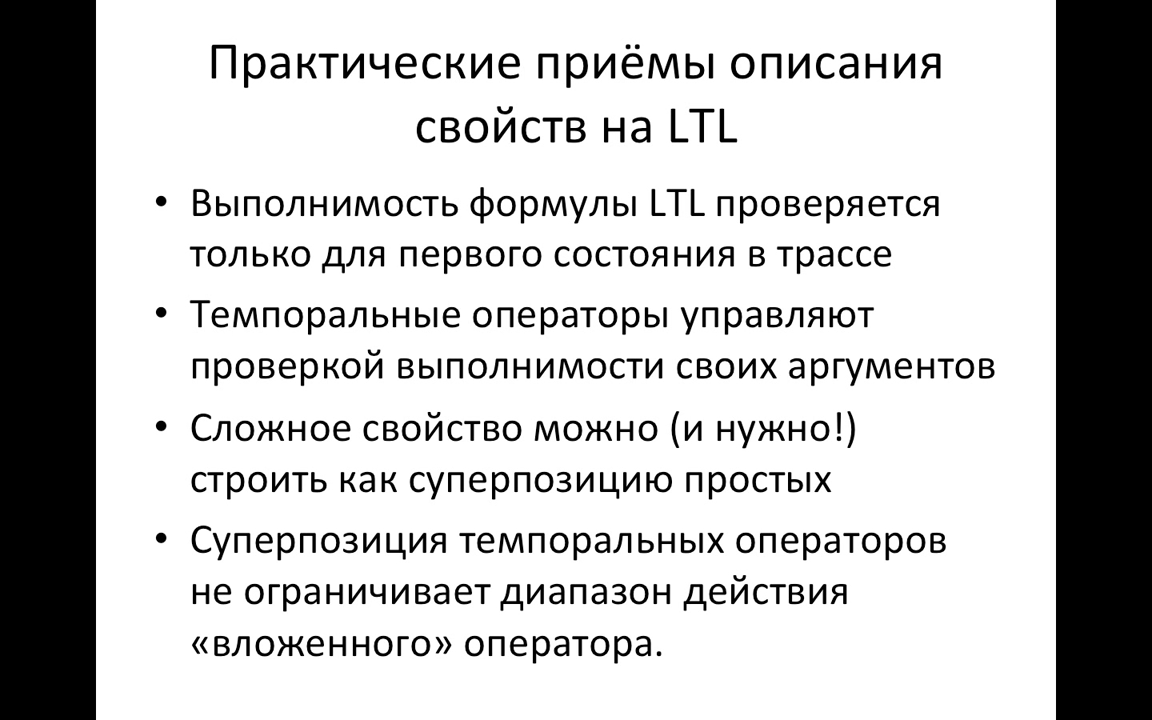 Практические приёмы описания
свойств на LTL
• Выполнимость формулы LTL проверяется
только для первого состояния в трассе
• Темпоральные операторы управляют
проверкой выполнимости своих аргументов
• Сложное свойство можно (и нужно!)
строить как суперпозицию простых
• Суперпозиция темпоральных операторов
не ограничивает диапазон действия
«вложенного» оператора.